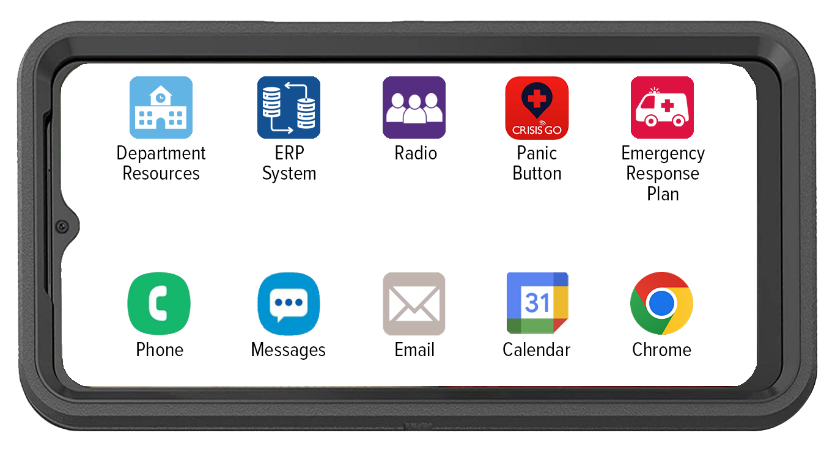 CRISIS GO
Department
Resources
ERP
System
Radio
Panic
Button
Emergency
Response
Plan
31
Phone
Messages
Email
Calendar
Chrome